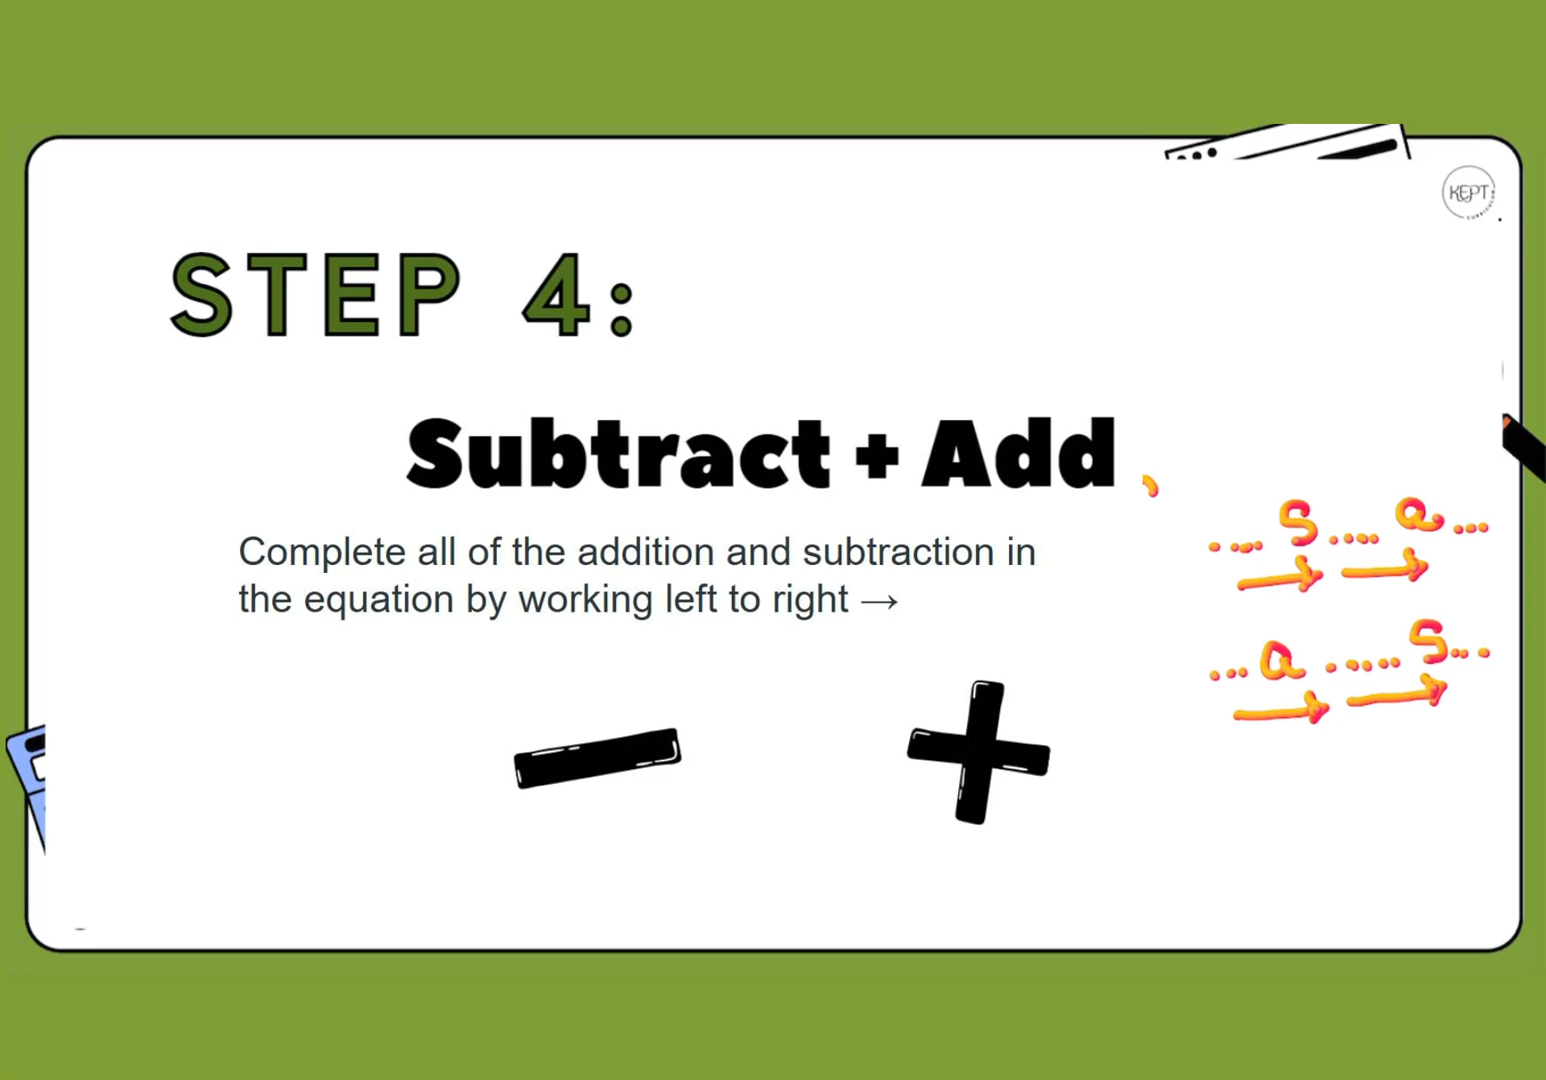 KEPT
CURRICULUM
STEP 4:
Subtract + Add
Complete all of the addition and subtraction in
the equation by working left to right →
.... S ..... a ...
... a ..... S ...